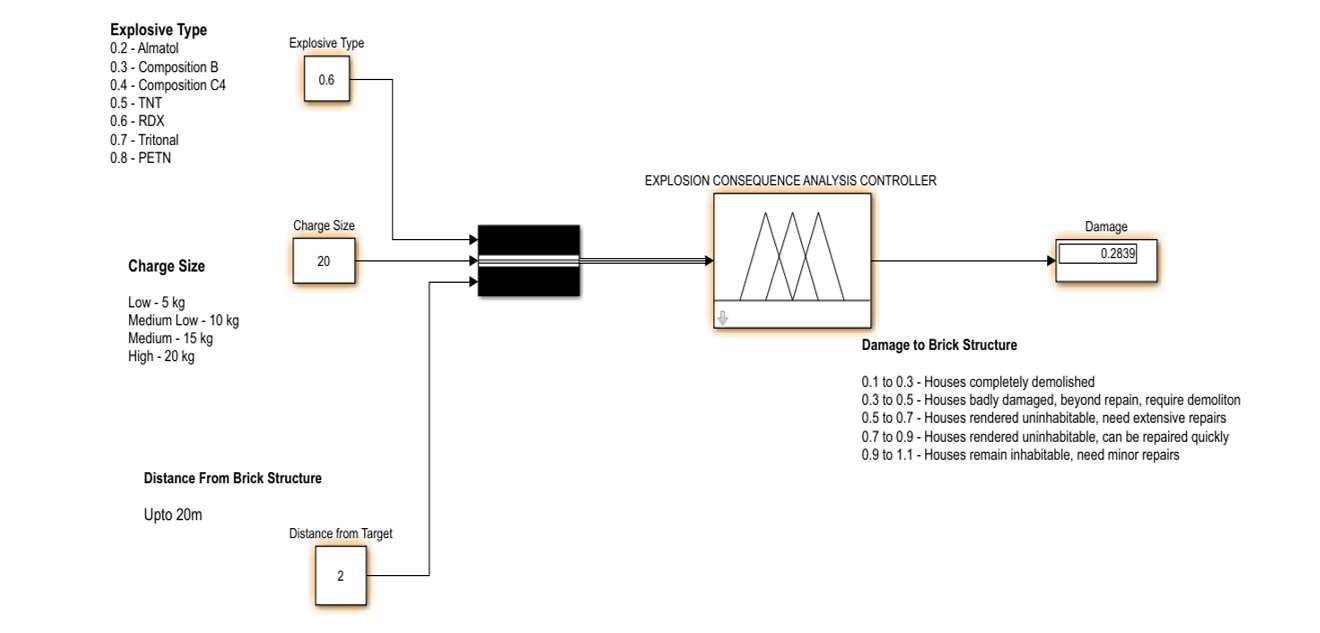 Explosive Type
0.2 - Almatol
0.3 - Composition B
0.4 - Composition C4
0.5 - TNT
0.6 - RDX
0.7 - Tritonal
0.8 - PETN
Explosive Type
0.6
EXPLOSION CONSEQUENCE ANALYSIS CONTROLLER
Charge Size
20
Damage
0.2839
Charge Size
Low - 5 kg
Medium Low - 10 kg
Medium - 15 kg
High - 20 kg
Damage to Brick Structure
0.1 to 0.3 - Houses completely demolished
0.3 to 0.5 - Houses badly damaged, beyond repair, require demoliton
0.5 to 0.7 - Houses rendered uninhabitable, need extensive repairs
0.7 to 0.9 - Houses rendered uninhabitable, can be repaired quickly
0.9 to 1.1 - Houses remain inhabitable, need minor repairs
Distance From Brick Structure
Upto 20m
Distance from Target
2